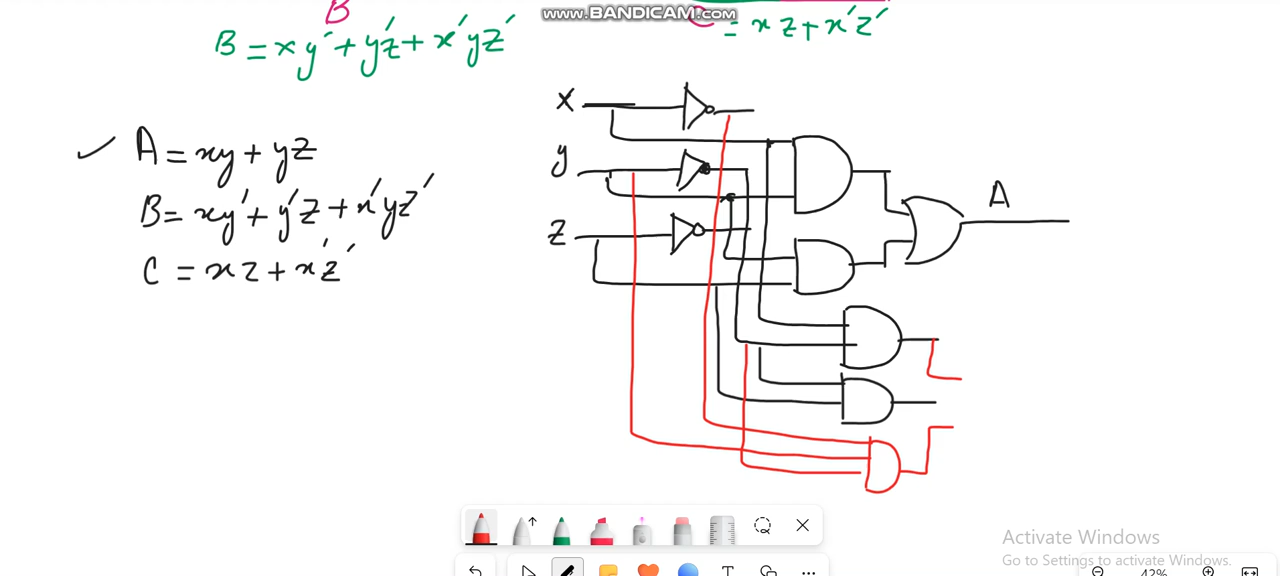 www.BANDICAM.com
B
B = xy' + y'z + x'yz'
C = xz + x'z'
A = xy + yz
B = xy' + y'z + x'yz'
C = xz + x'z'
x
y
z
A
Activate Windows
Go to Settings to activate Windows.
42%